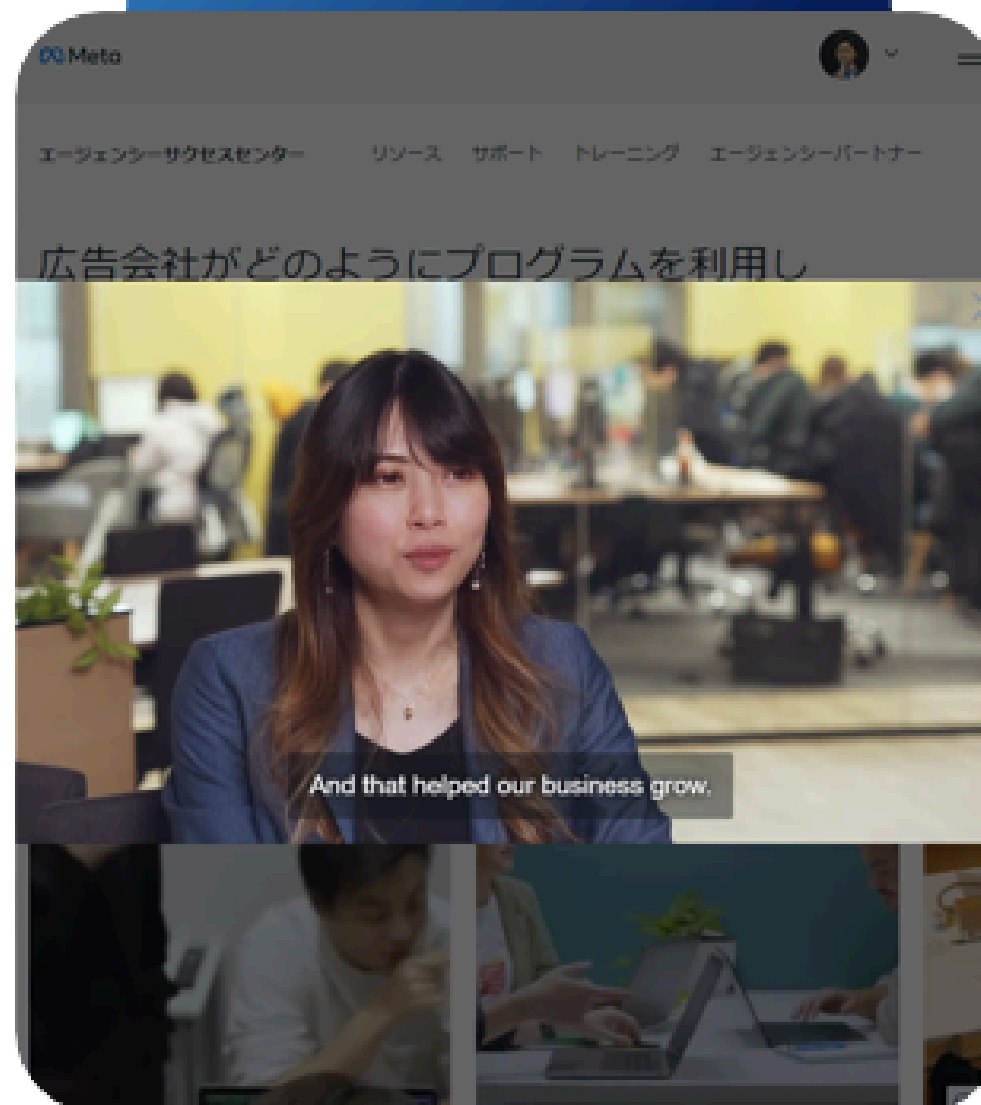 Meta
エージェンシーサクセスセンター リソース サポート トレーニング エージェンシーパートナー
広告会社がどのようにプログラムを利用し
And that helped our business grow.